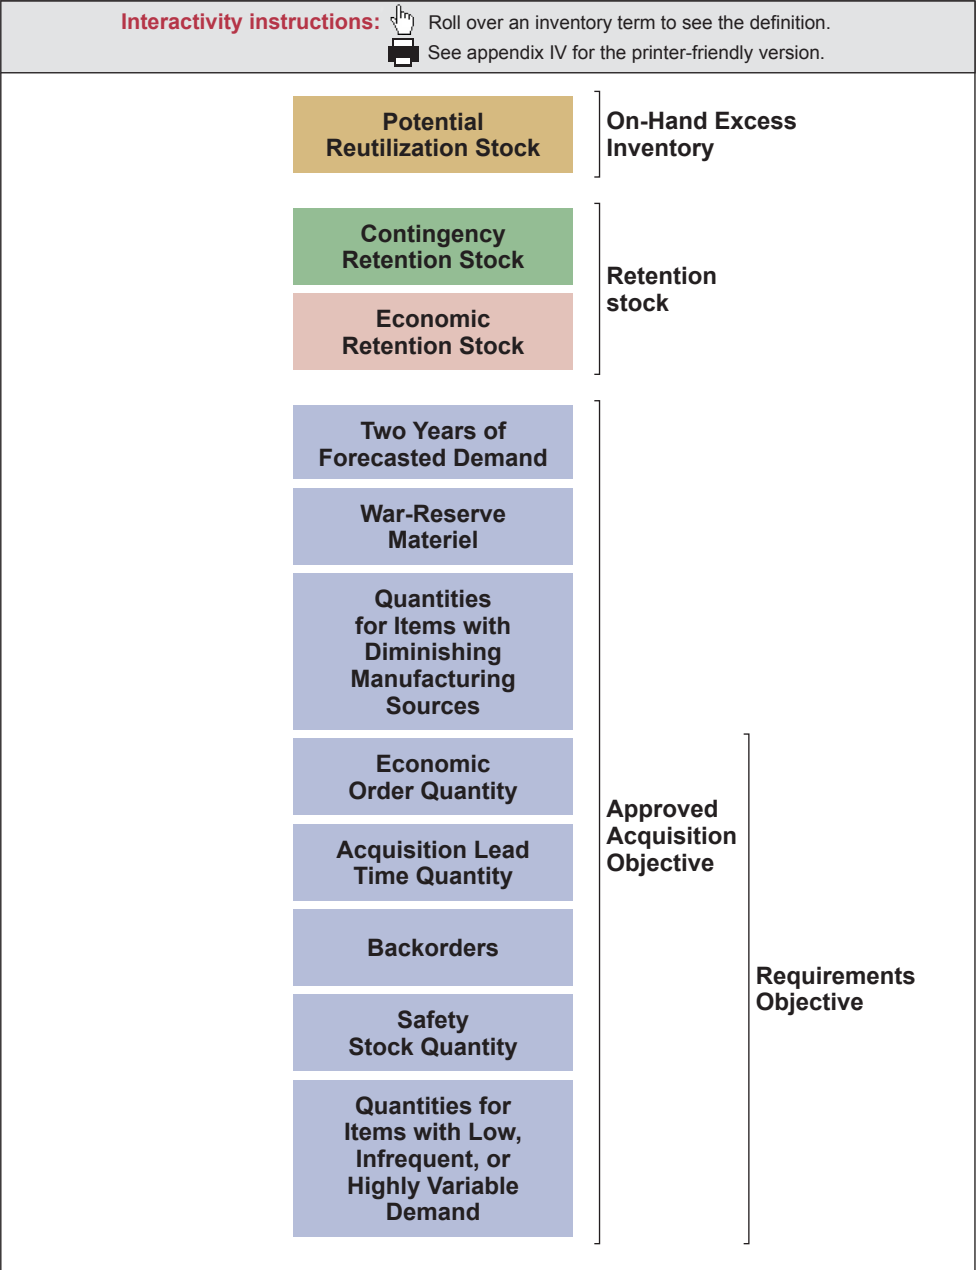 Interactivity instructions: Roll over an inventory term to see the definition.
See appendix IV for the printer-friendly version.
Potential
Reutilization Stock
On-Hand Excess
Inventory
Contingency
Retention Stock
Economic
Retention Stock
Retention
stock
Two Years of
Forecasted Demand
War-Reserve
Materiel
Quantities
for Items with
Diminishing
Manufacturing
Sources
Economic
Order Quantity
Acquisition Lead
Time Quantity
Backorders
Safety
Stock Quantity
Quantities for
Items with Low,
Infrequent, or
Highly Variable
Demand
Approved
Acquisition
Objective
Requirements
Objective